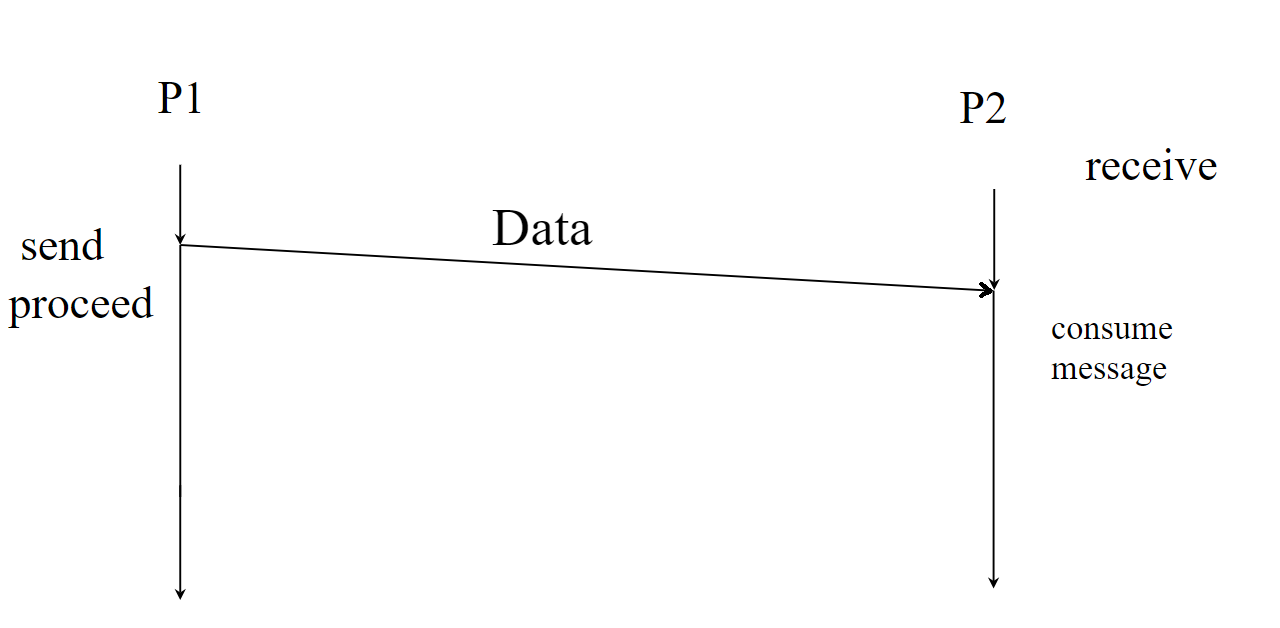 P1
P2
receive
Data
send
proceed
consume
message